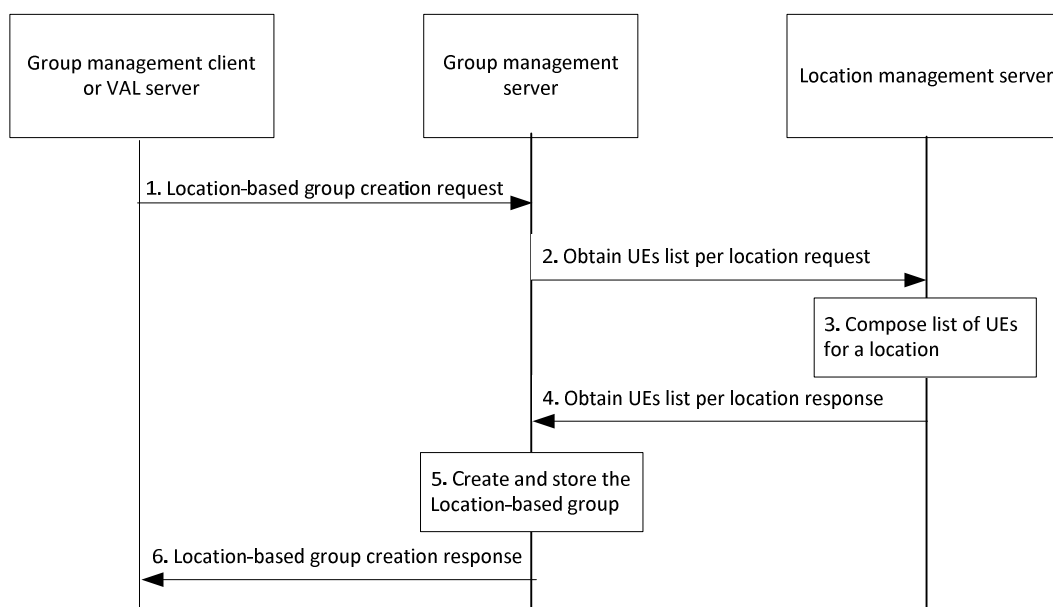 Group management client
or VAL server
Group management
server
Location management server
1. Location-based group creation request
2. Obtain UEs list per location request
3. Compose list of UEs
for a location
4. Obtain UEs list per location response
5. Create and store the
Location-based group
6. Location-based group creation response